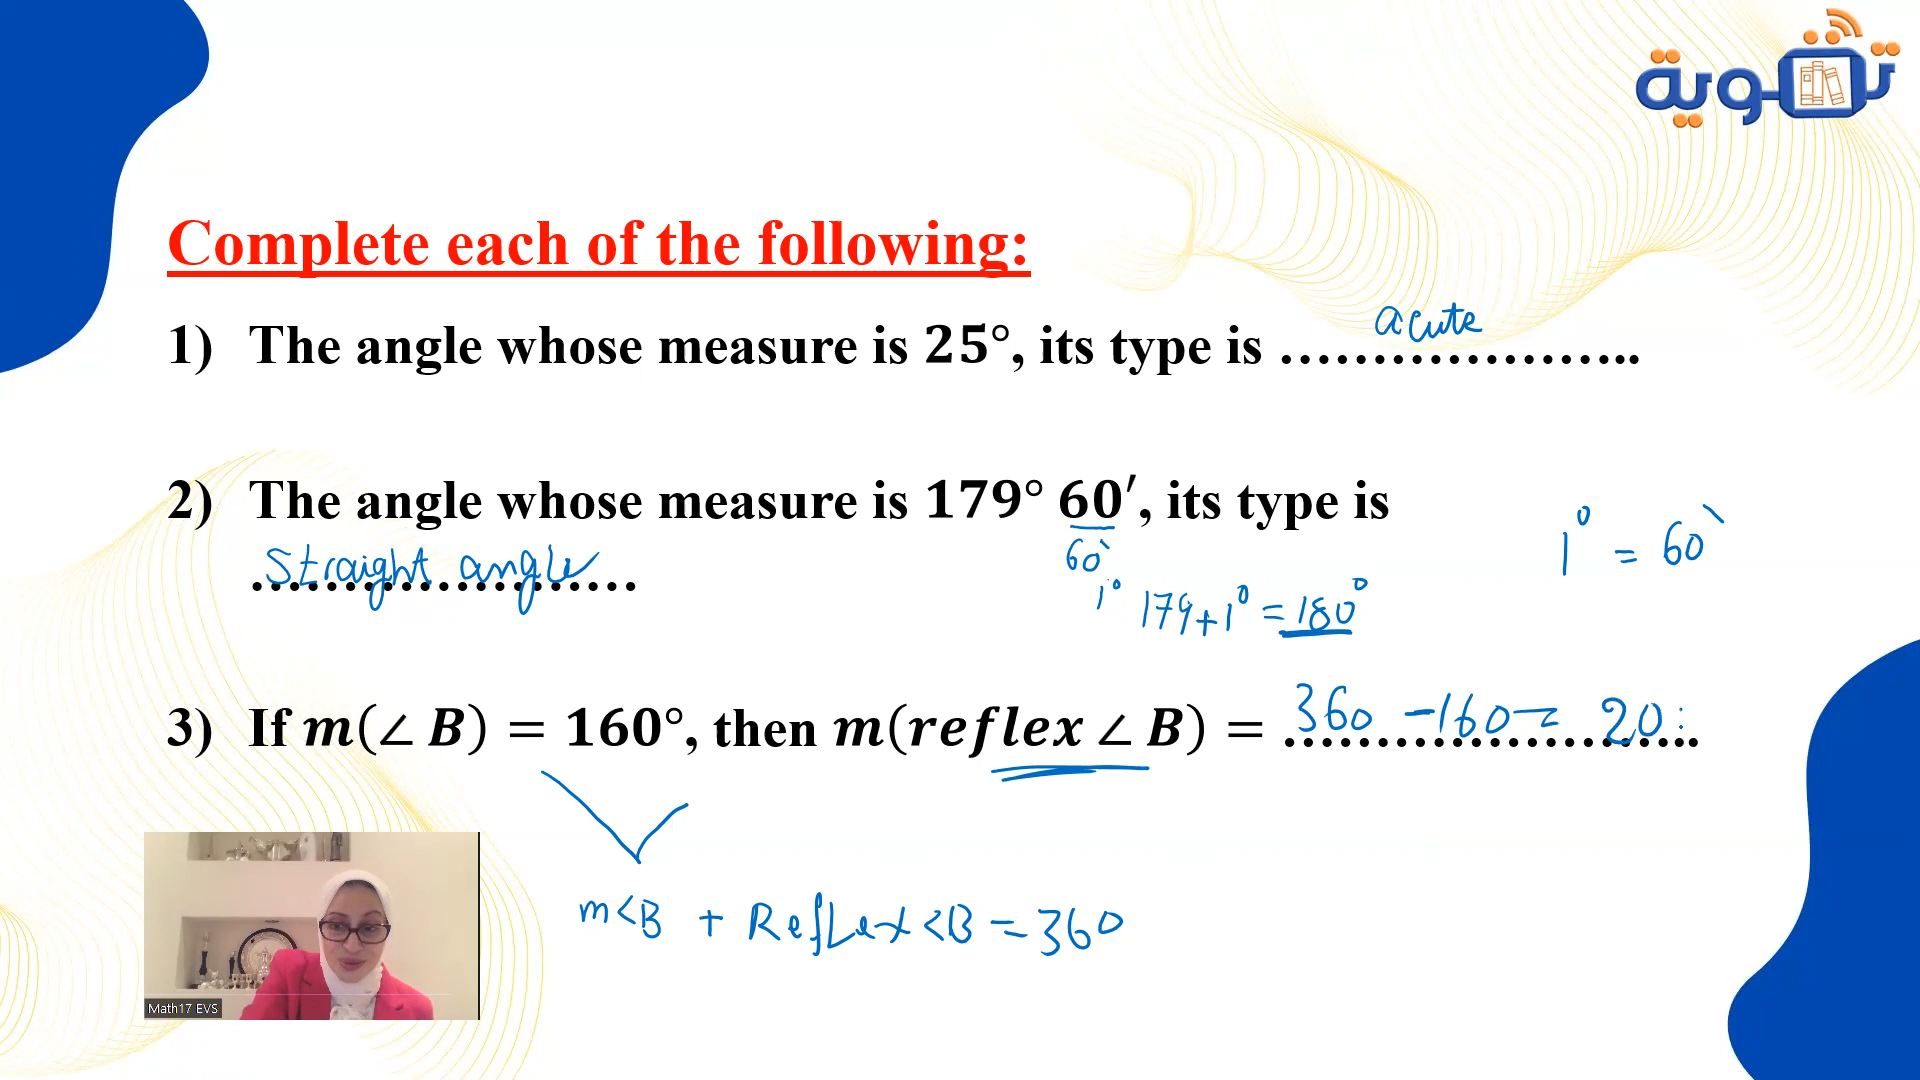 ثانوية
Complete each of the following:
1) The angle whose measure is 25°, its type is ........................
acute
2) The angle whose measure is 179° 60′, its type is
straight angle
........................
60`
1° 179+1° = 180°
1° = 60`
3) If m(∠ B) = 160°, then m(reflex ∠ B) = ........................
360 - 160 = 20
m<B + Reflex <B = 360
Math17 EVS